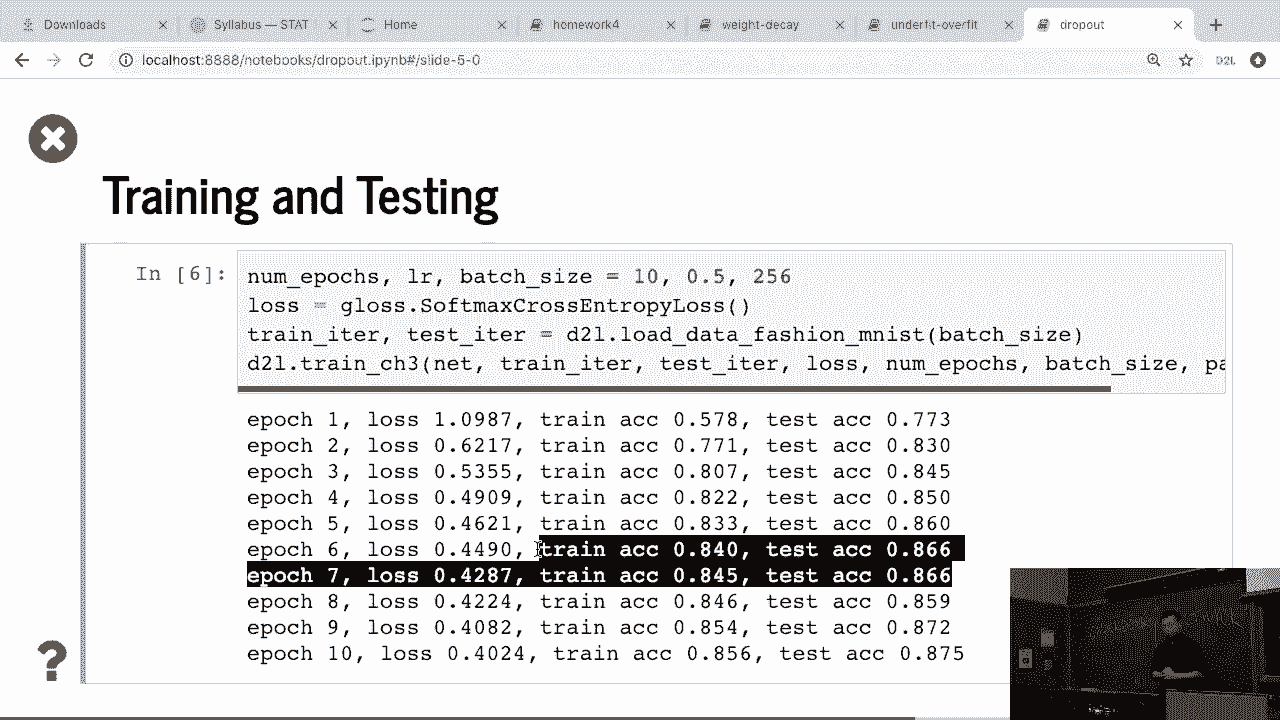 Downloads
Syllabus — STAT
Home
homework4
weight-decay
underfit-overfit
dropout
localhost:8888/notebooks/dropout.ipynb#/slide-5-0
D2L
Training and Testing
In [6]:
num_epochs, lr, batch_size = 10, 0.5, 256
loss = gloss.SoftmaxCrossEntropyLoss()
train_iter, test_iter = d2l.load_data_fashion_mnist(batch_size)
d2l.train_ch3(net, train_iter, test_iter, loss, num_epochs, batch_size, pa
epoch 1, loss 1.0987, train acc 0.578, test acc 0.773
epoch 2, loss 0.6217, train acc 0.771, test acc 0.830
epoch 3, loss 0.5355, train acc 0.807, test acc 0.845
epoch 4, loss 0.4909, train acc 0.822, test acc 0.850
epoch 5, loss 0.4621, train acc 0.833, test acc 0.860
epoch 6, loss 0.4490, train acc 0.840, test acc 0.866
epoch 7, loss 0.4287, train acc 0.845, test acc 0.866
epoch 8, loss 0.4224, train acc 0.846, test acc 0.859
epoch 9, loss 0.4082, train acc 0.854, test acc 0.872
epoch 10, loss 0.4024, train acc 0.856, test acc 0.875
?